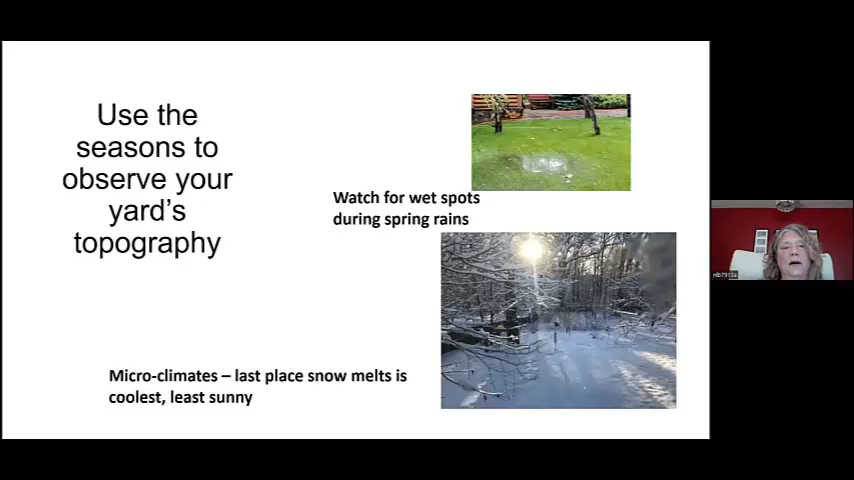 Use the
seasons to
observe your
yard's
topography
Watch for wet spots
during spring rains
Micro-climates – last place snow melts is
coolest, least sunny
nlb7913a